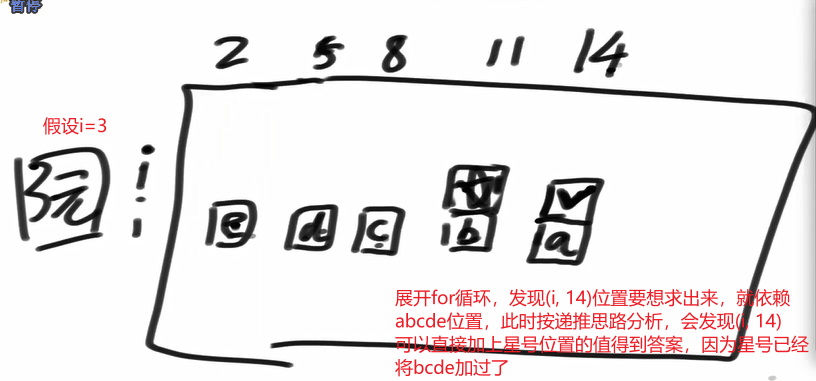 暂停
2 5 8 11 14
假设i=3
3元 i
e d c b a
展开for循环，发现(i, 14)位置要想求出来，就依赖
abcde位置，此时按递推思路分析，会发现(i, 14)
可以直接加上星号位置的值得到答案，因为星号已经
将bcde加过了